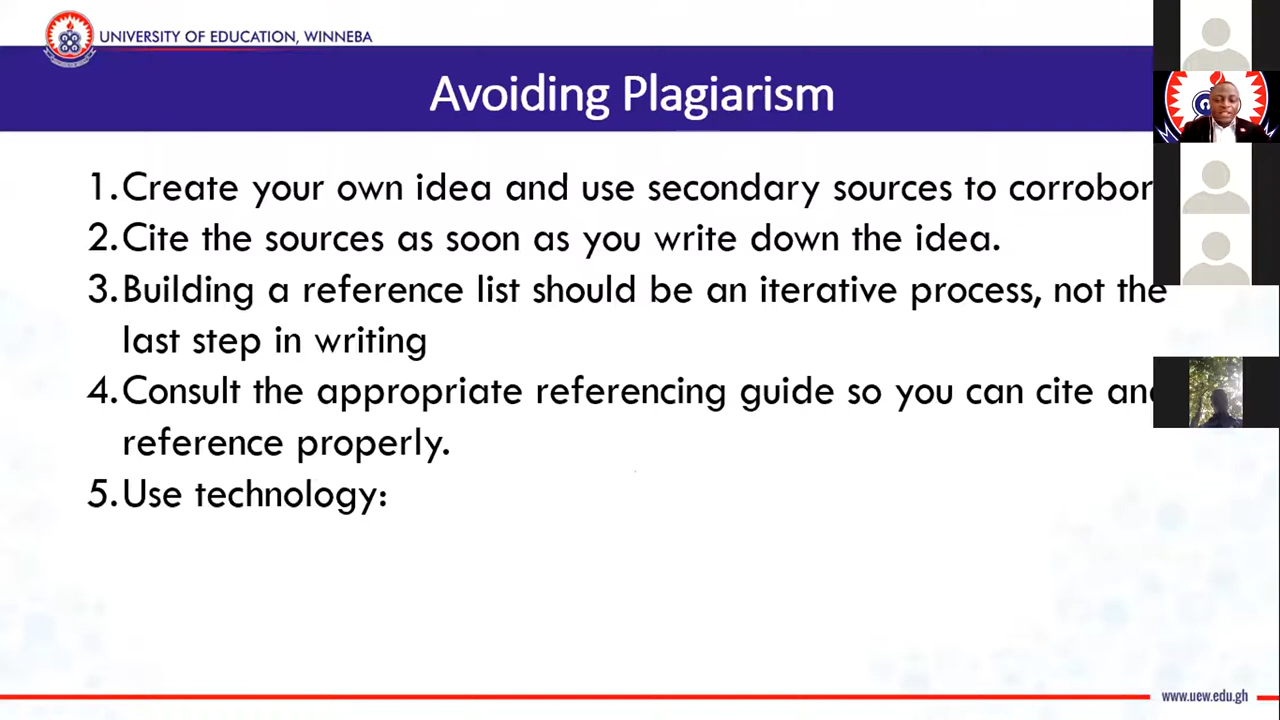 UNIVERSITY OF EDUCATION, WINNEBA
Avoiding Plagiarism
1. Create your own idea and use secondary sources to corrobor
2. Cite the sources as soon as you write down the idea.
3. Building a reference list should be an iterative process, not the
last step in writing
4. Consult the appropriate referencing guide so you can cite and
reference properly.
5. Use technology:
www.uew.edu.gh